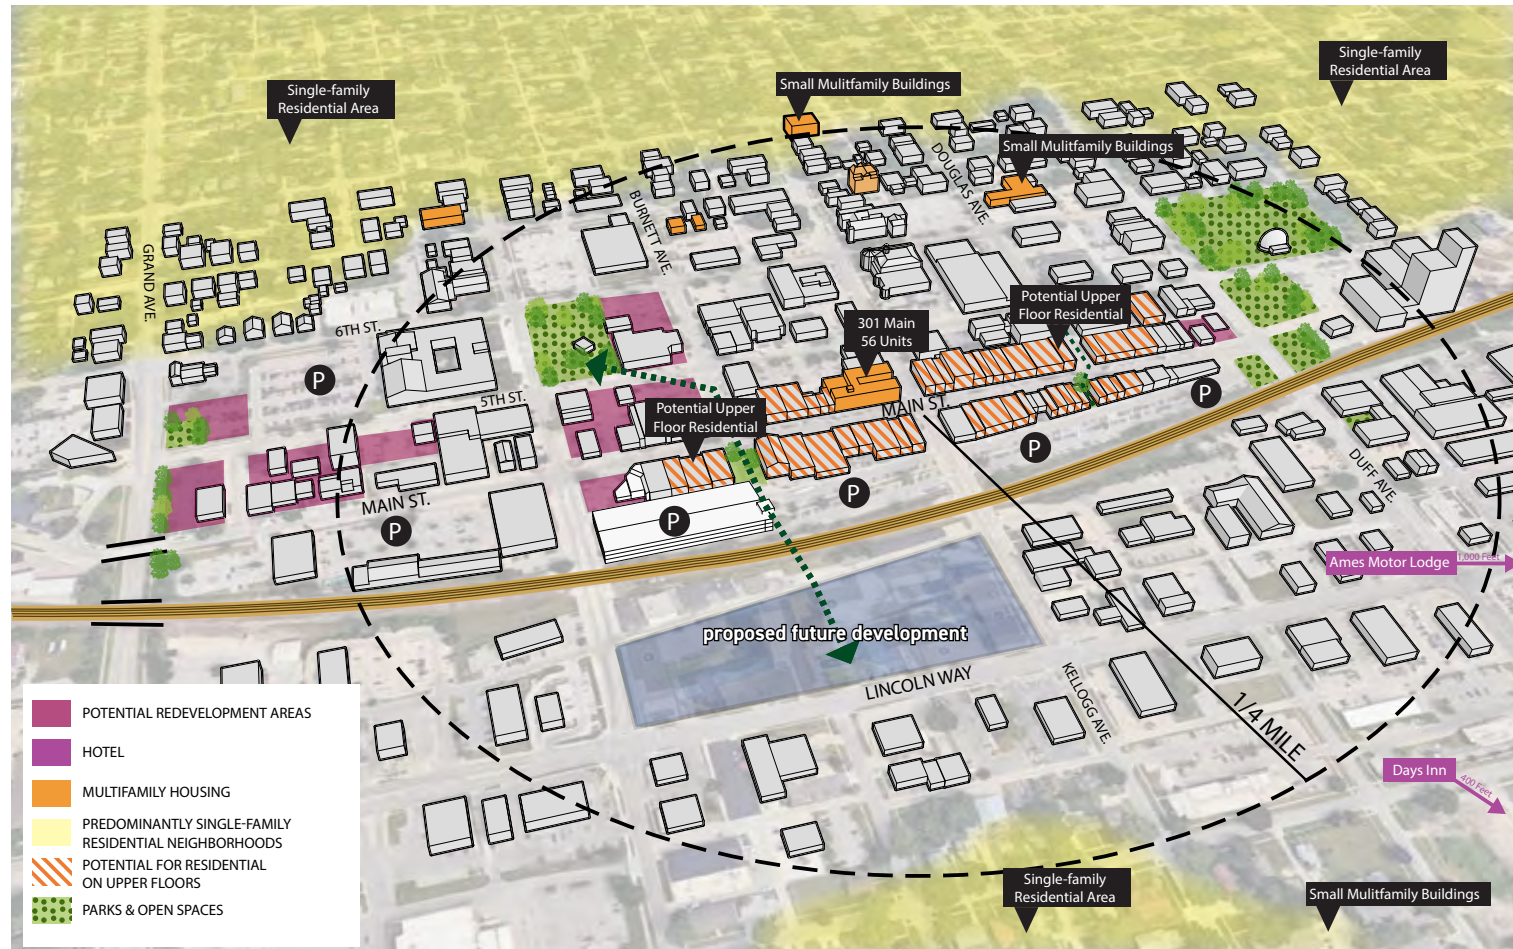 Single-family
Residential Area
Small Mulitfamily Buildings
Single-family
Residential Area
Small Mulitfamily Buildings
DOUGLAS AVE.
BURNETT AVE.
GRAND AVE.
6TH ST.
Potential Upper
Floor Residential
301 Main
56 Units
P
5TH ST.
MAIN ST.
P
Potential Upper
Floor Residential
P
DUFF AVE.
P
MAIN ST.
P
P
1,000 Feet
Ames Motor Lodge
proposed future development
LINCOLN WAY
KELLOGG AVE.
1/4 MILE
Days Inn
400 Feet
POTENTIAL REDEVELOPMENT AREAS
HOTEL
MULTIFAMILY HOUSING
PREDOMINANTLY SINGLE-FAMILY
RESIDENTIAL NEIGHBORHOODS
POTENTIAL FOR RESIDENTIAL
ON UPPER FLOORS
PARKS & OPEN SPACES
Single-family
Residential Area
Small Mulitfamily Buildings